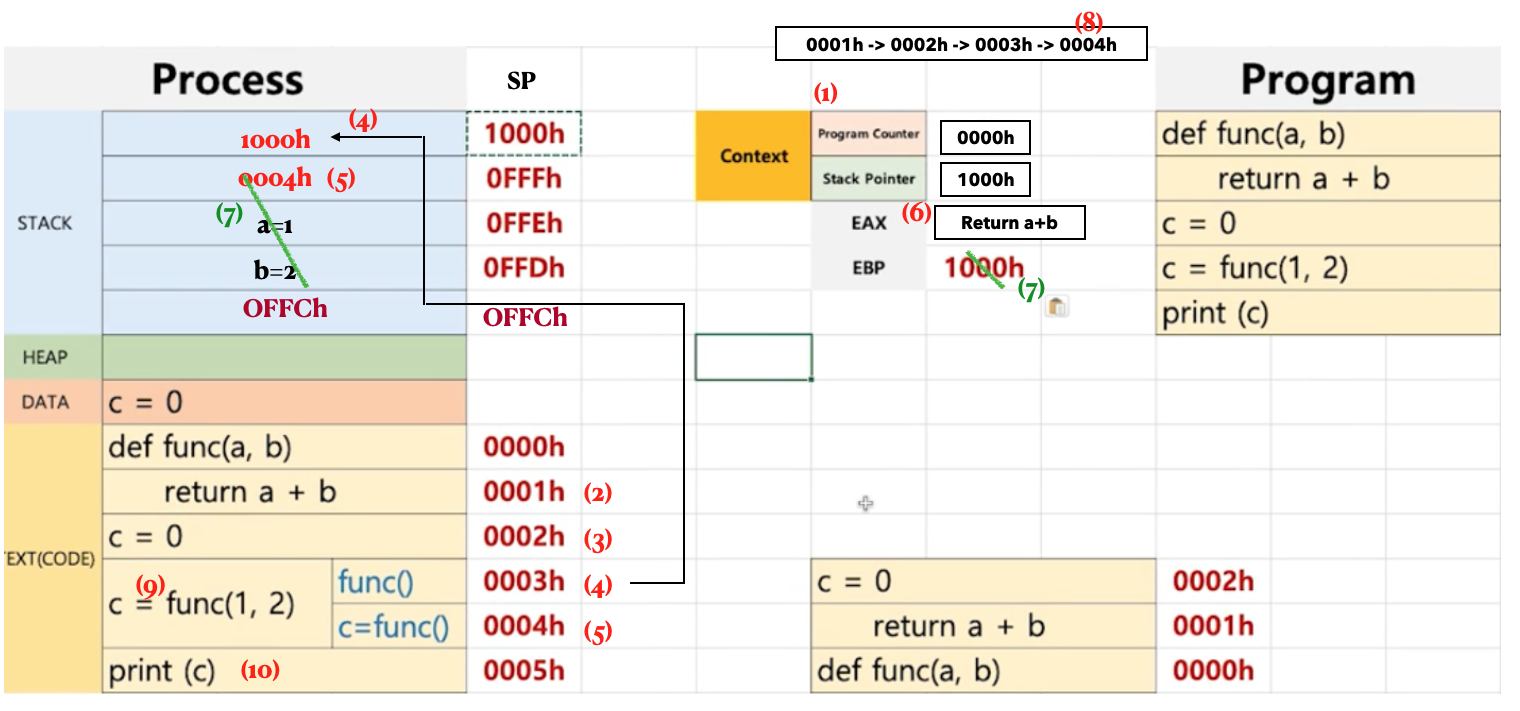 (8)
0001h -> 0002h -> 0003h -> 0004h
Process SP Program
(1)
1000h (4) 1000h Context Program Counter 0000h def func(a, b)
0004h (5) 0FFFh Stack Pointer 1000h return a + b
STACK (7) a=1 0FFEh EAX (6) Return a+b c = 0
b=2 0FFDh EBP 1000h (7) c = func(1, 2)
OFFCh OFFCh print (c)
HEAP
DATA c = 0
def func(a, b) 0000h
return a + b 0001h (2)
c = 0 0002h (3)
EXT(CODE)
(9) c = func(1, 2) func() 0003h (4) c = 0 0002h
c=func() 0004h (5) return a + b 0001h
print (c) (10) 0005h def func(a, b) 0000h